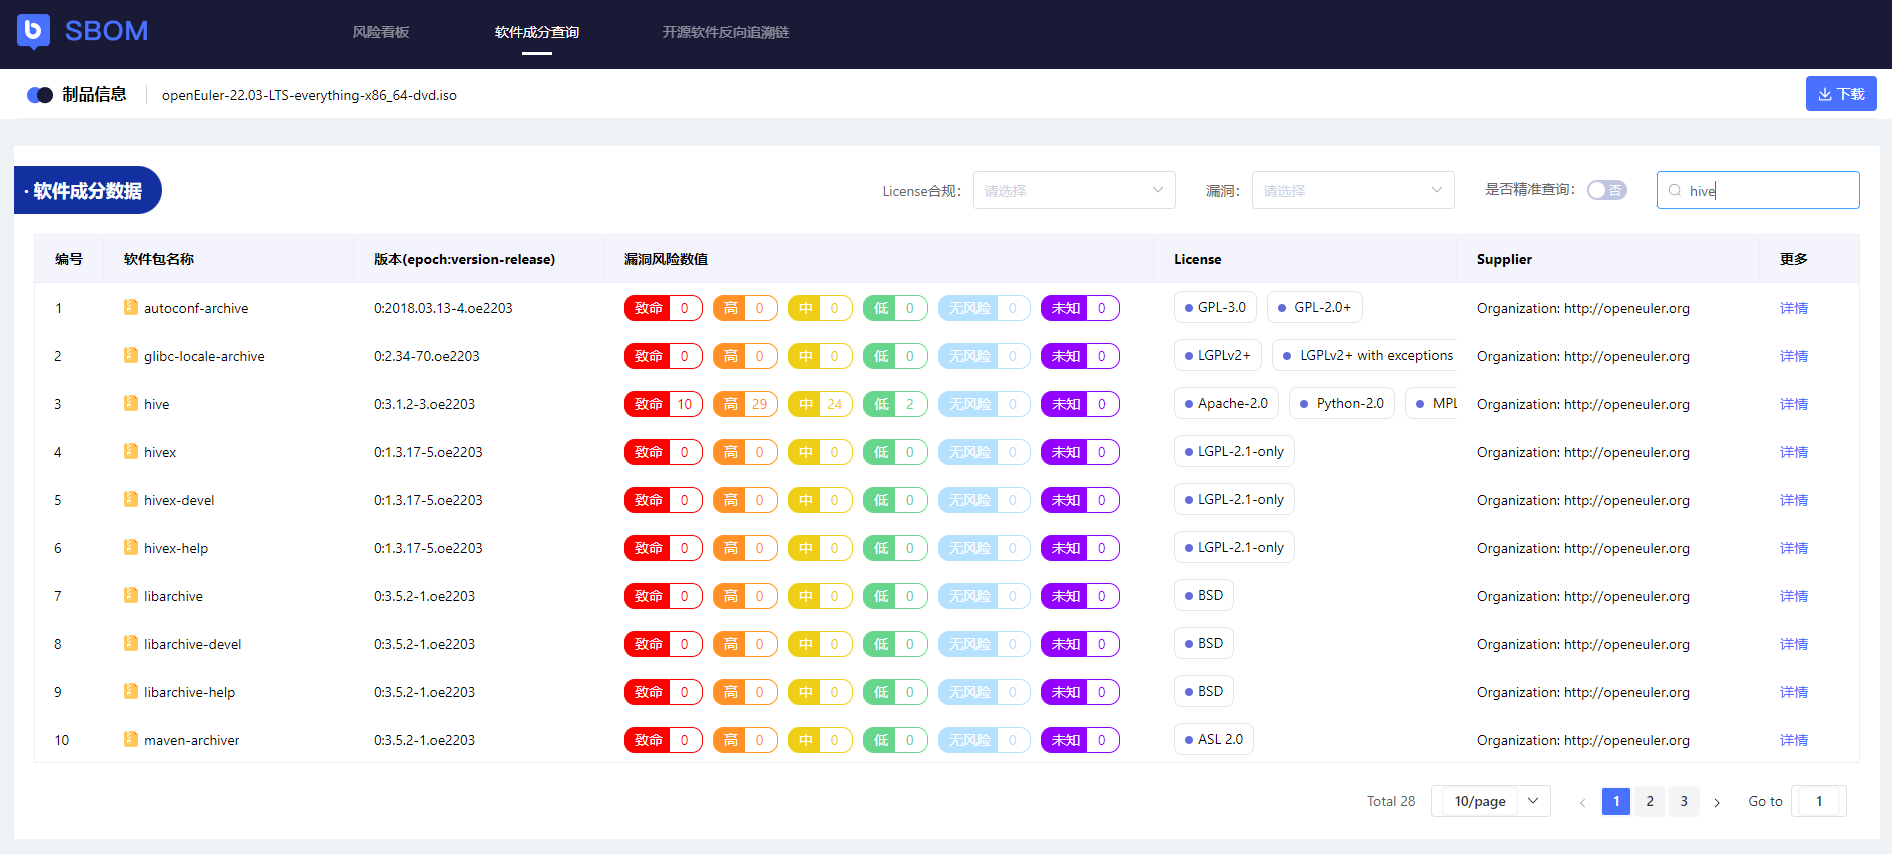 SBOM 风险看板 软件成分查询 开源软件反向追溯链
制品信息 openEuler-22.03-LTS-everything-x86_64-dvd.iso 下载
· 软件成分数据 License合规： 请选择 漏洞： 请选择 是否精准查询： 否 hive
编号 软件包名称 版本(epoch:version-release) 漏洞风险数值 License Supplier 更多
1 autoconf-archive 0:2018.03.13-4.oe2203 致命 0 高 0 中 0 低 0 无风险 0 未知 0 GPL-3.0 GPL-2.0+ Organization: http://openeuler.org 详情
2 glibc-locale-archive 0:2.34-70.oe2203 致命 0 高 0 中 0 低 0 无风险 0 未知 0 LGPLv2+ LGPLv2+ with exceptions Organization: http://openeuler.org 详情
3 hive 0:3.1.2-3.oe2203 致命 10 高 29 中 24 低 2 无风险 0 未知 0 Apache-2.0 Python-2.0 MPL Organization: http://openeuler.org 详情
4 hivex 0:1.3.17-5.oe2203 致命 0 高 0 中 0 低 0 无风险 0 未知 0 LGPL-2.1-only Organization: http://openeuler.org 详情
5 hivex-devel 0:1.3.17-5.oe2203 致命 0 高 0 中 0 低 0 无风险 0 未知 0 LGPL-2.1-only Organization: http://openeuler.org 详情
6 hivex-help 0:1.3.17-5.oe2203 致命 0 高 0 中 0 低 0 无风险 0 未知 0 LGPL-2.1-only Organization: http://openeuler.org 详情
7 libarchive 0:3.5.2-1.oe2203 致命 0 高 0 中 0 低 0 无风险 0 未知 0 BSD Organization: http://openeuler.org 详情
8 libarchive-devel 0:3.5.2-1.oe2203 致命 0 高 0 中 0 低 0 无风险 0 未知 0 BSD Organization: http://openeuler.org 详情
9 libarchive-help 0:3.5.2-1.oe2203 致命 0 高 0 中 0 低 0 无风险 0 未知 0 BSD Organization: http://openeuler.org 详情
10 maven-archiver 0:3.5.2-1.oe2203 致命 0 高 0 中 0 低 0 无风险 0 未知 0 ASL 2.0 Organization: http://openeuler.org 详情
Total 28 10/page 1 2 3 Go to 1